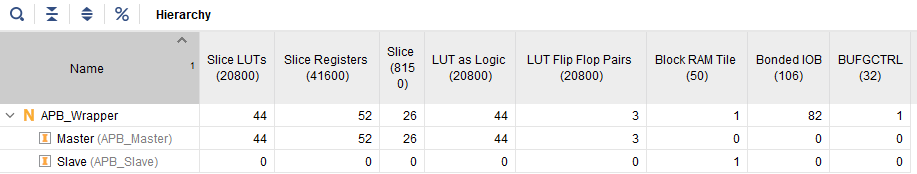 Hierarchy
Name 1 Slice LUTs (20800) Slice Registers (41600) Slice (8150) LUT as Logic (20800) LUT Flip Flop Pairs (20800) Block RAM Tile (50) Bonded IOB (106) BUFGCTRL (32)
N APB_Wrapper 44 52 26 44 3 1 82 1
I Master (APB_Master) 44 52 26 44 3 0 0 0
I Slave (APB_Slave) 0 0 0 0 0 1 0 0